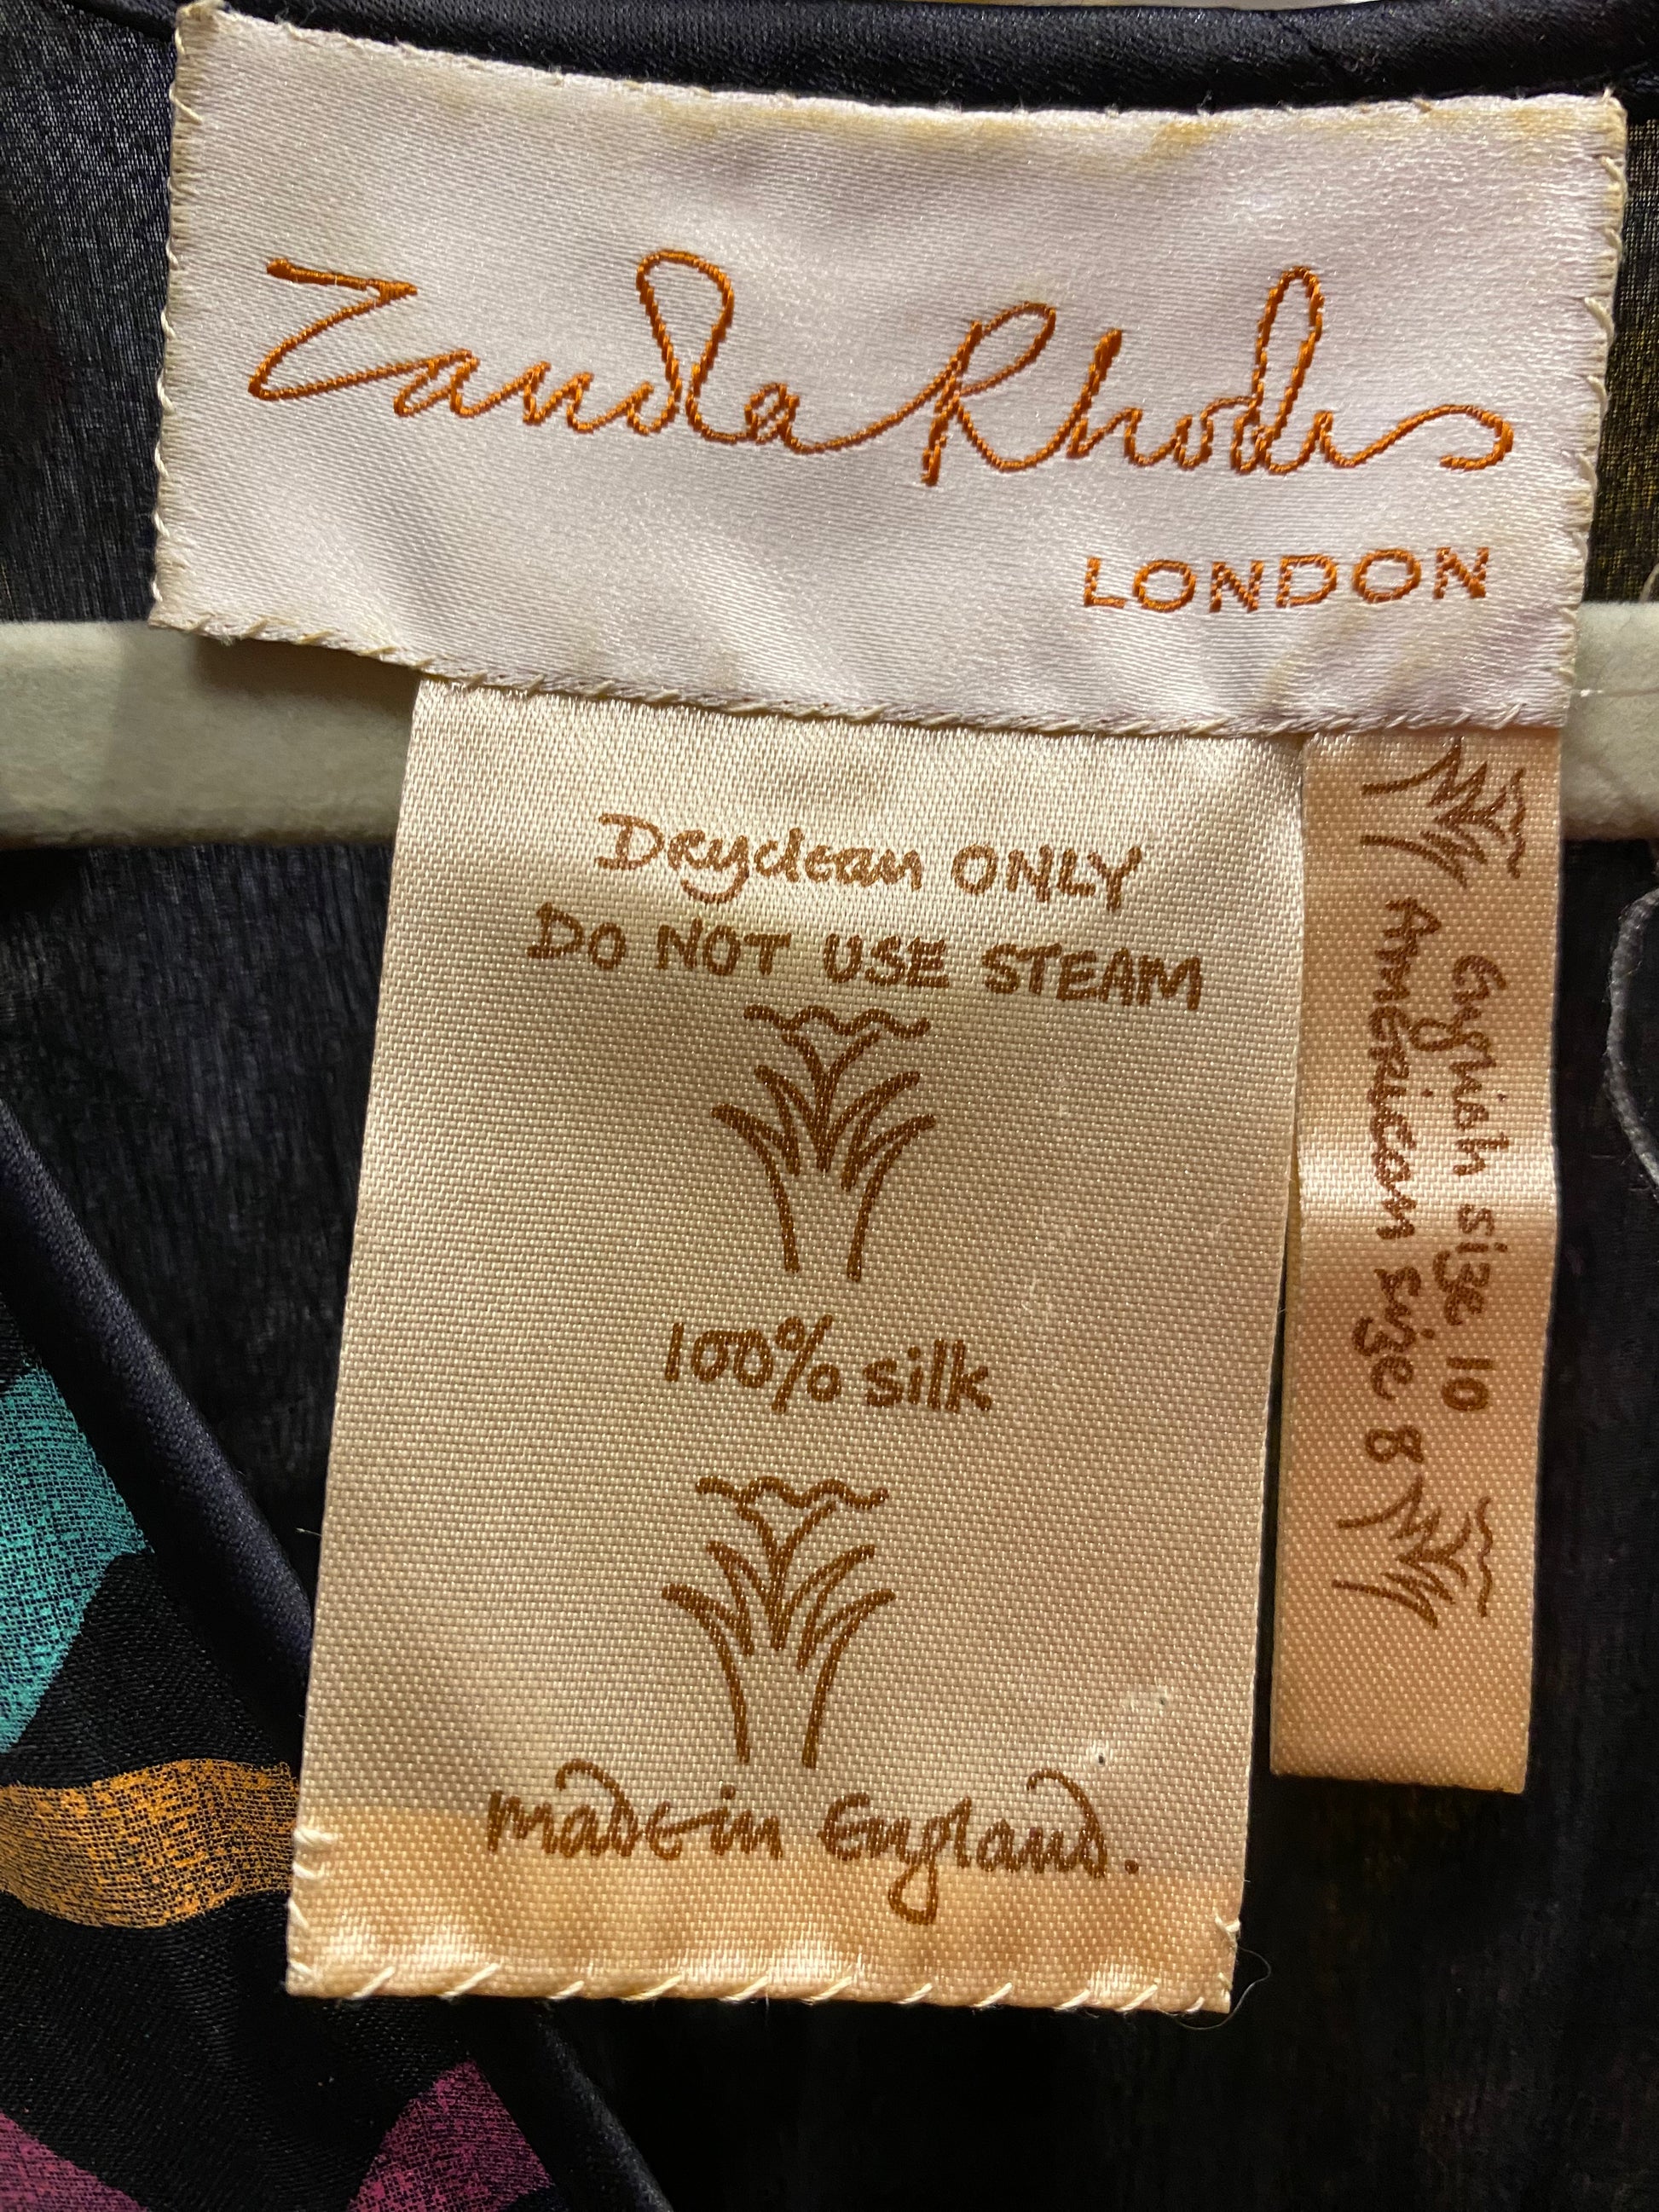 Zandra Rhodes
LONDON
Dryclean ONLY
DO NOT USE STEAM
100% silk
made in England.
English size 10
American size 8